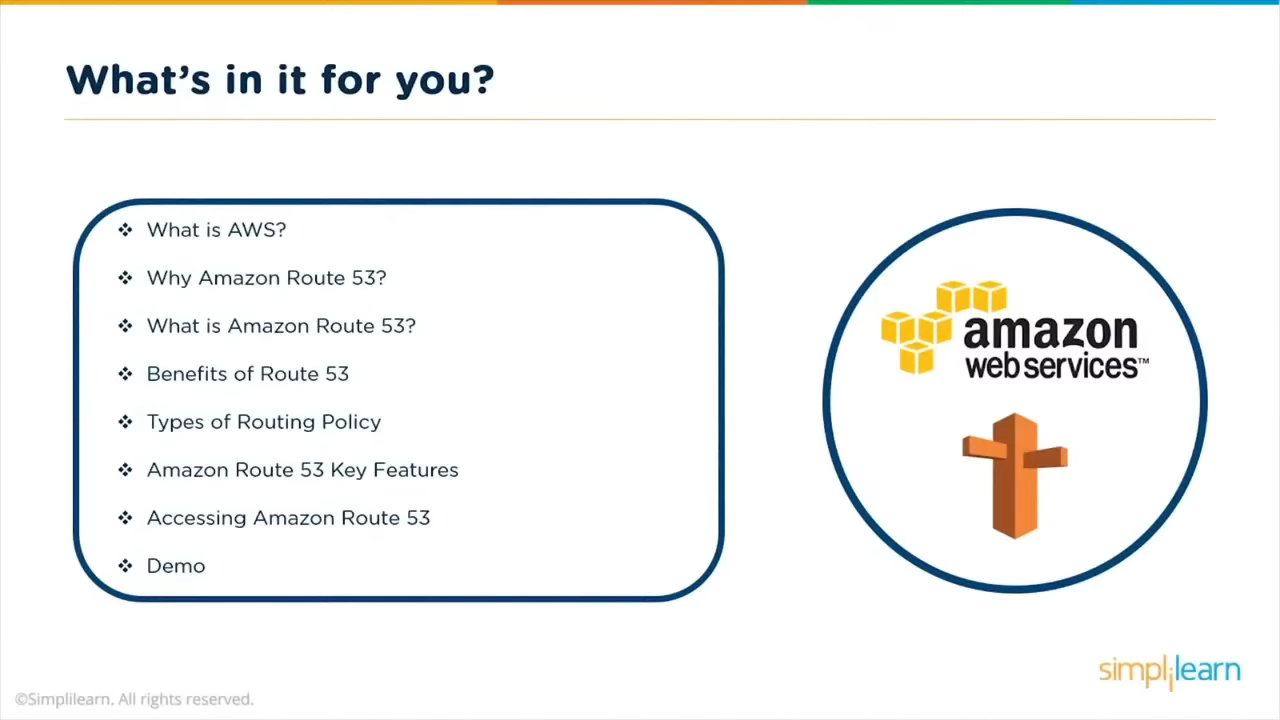 What's in it for you?
What is AWS?
Why Amazon Route 53?
What is Amazon Route 53?
Benefits of Route 53
Types of Routing Policy
Amazon Route 53 Key Features
Accessing Amazon Route 53
Demo
amazon
web services™
simplilearn
©Simplilearn. All rights reserved.